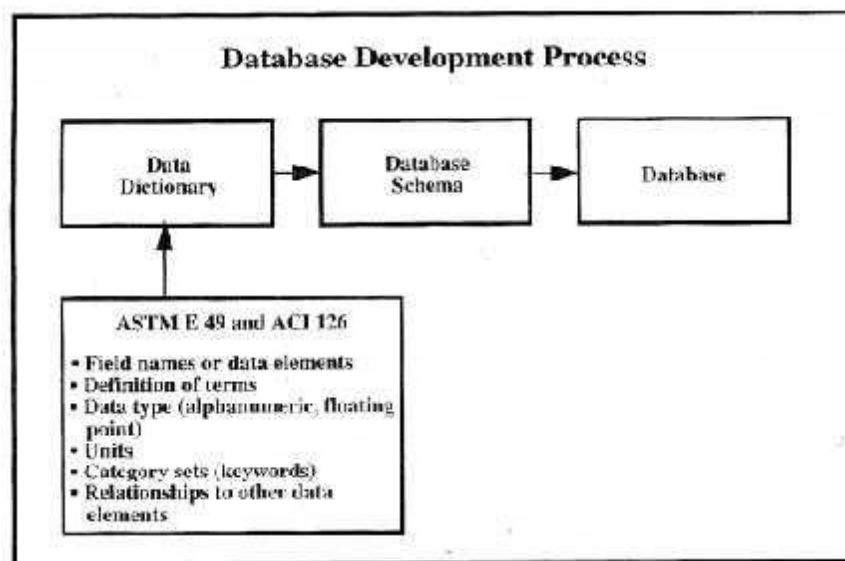 Database Development Process
Data
Dictionary
Database
Schema
Database
ASTM E 49 and ACI 126
• Field names or data elements
• Definition of terms
• Data type (alphanumeric, floating
point)
• Units
• Category sets (keywords)
• Relationships to other data
elements